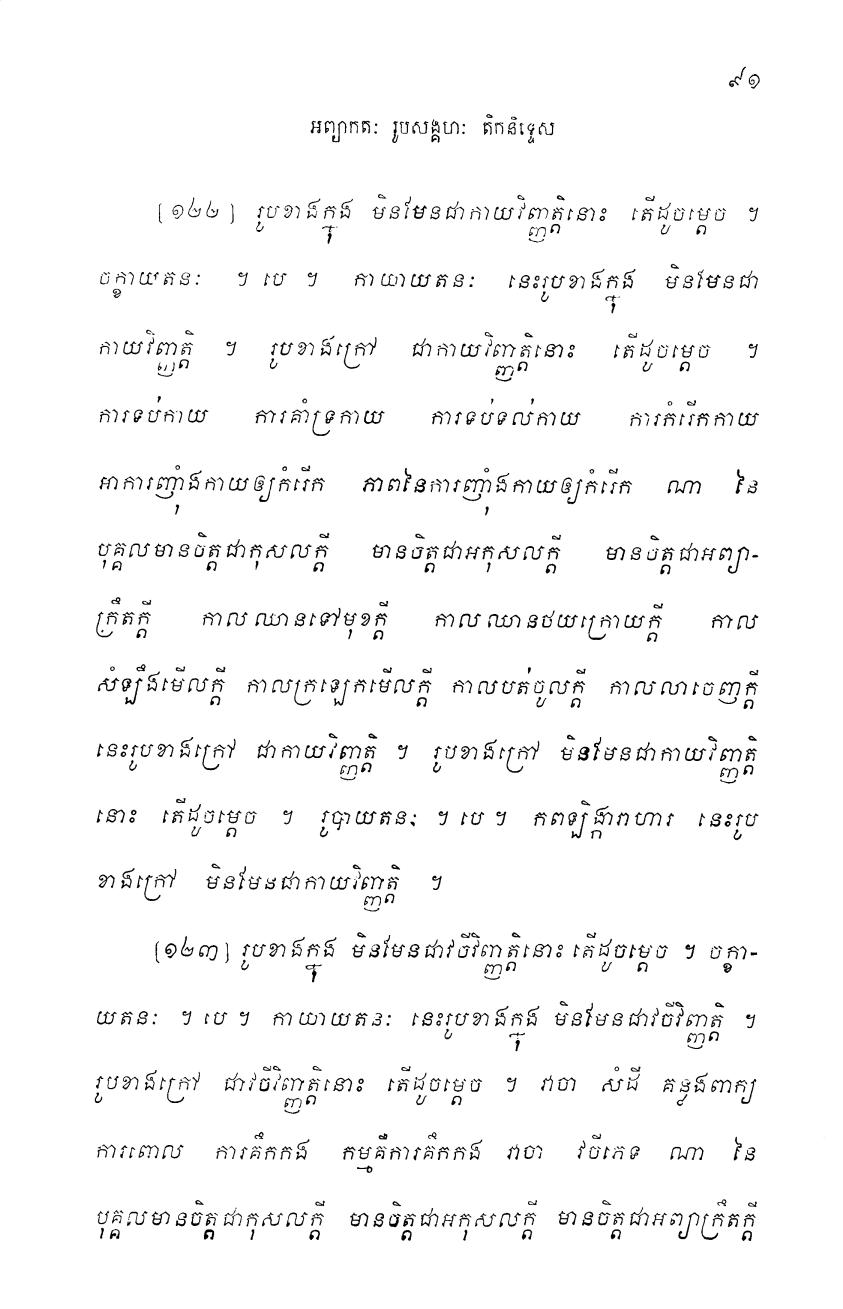 ៩១
អព្យាកតៈ រូបសង្គហៈ តិកនិទ្ទេស
[១២២] រូបខាងក្នុង មិនមែនជាកាយវិញ្ញត្តិនោះ តើដូចម្តេច ។
ចក្ខាយតនៈ ។ បេ ។ កាយាយតនៈ នេះរូបខាងក្នុង មិនមែនជា
កាយវិញ្ញត្តិ ។ រូបខាងក្រៅ ជាកាយវិញ្ញត្តិនោះ តើដូចម្តេច ។
ការទប់កាយ ការគាំទ្រកាយ ការទប់ទល់កាយ ការកំរើកកាយ
អាការញ៉ាំងកាយឲ្យកំរើក ភាពនៃការញ៉ាំងកាយឲ្យកំរើក ណា នៃ
បុគ្គលមានចិត្តជាកុសលក្តី មានចិត្តជាអកុសលក្តី មានចិត្តជាអព្យា-
ក្រឹតក្តី កាលឈានទៅមុខក្តី កាលឈានថយក្រោយក្តី កាល
សំឡឹងមើលក្តី កាលក្រឡេកមើលក្តី កាលបត់ចូលក្តី កាលលាចេញក្តី
នេះរូបខាងក្រៅ ជាកាយវិញ្ញត្តិ ។ រូបខាងក្រៅ មិនមែនជាកាយវិញ្ញត្តិ
នោះ តើដូចម្តេច ។ រូបាយតនៈ ។ បេ ។ កពឡិង្ការាហារ នេះរូប
ខាងក្រៅ មិនមែនជាកាយវិញ្ញត្តិ ។
[១២៣] រូបខាងក្នុង មិនមែនជាវចីវិញ្ញត្តិនោះ តើដូចម្តេច ។ ចក្ខា-
យតនៈ ។ បេ ។ កាយាយតនៈ នេះរូបខាងក្នុង មិនមែនជាវចីវិញ្ញត្តិ ។
រូបខាងក្រៅ ជាវចីវិញ្ញត្តិនោះ តើដូចម្តេច ។ វាចា សំដី គន្លងពាក្យ
ការពោល ការគឹកកង កម្មគឺការគឹកកង វាចា វចីភេទ ណា នៃ
បុគ្គលមានចិត្តជាកុសលក្តី មានចិត្តជាអកុសលក្តី មានចិត្តជាអព្យាក្រឹតក្តី